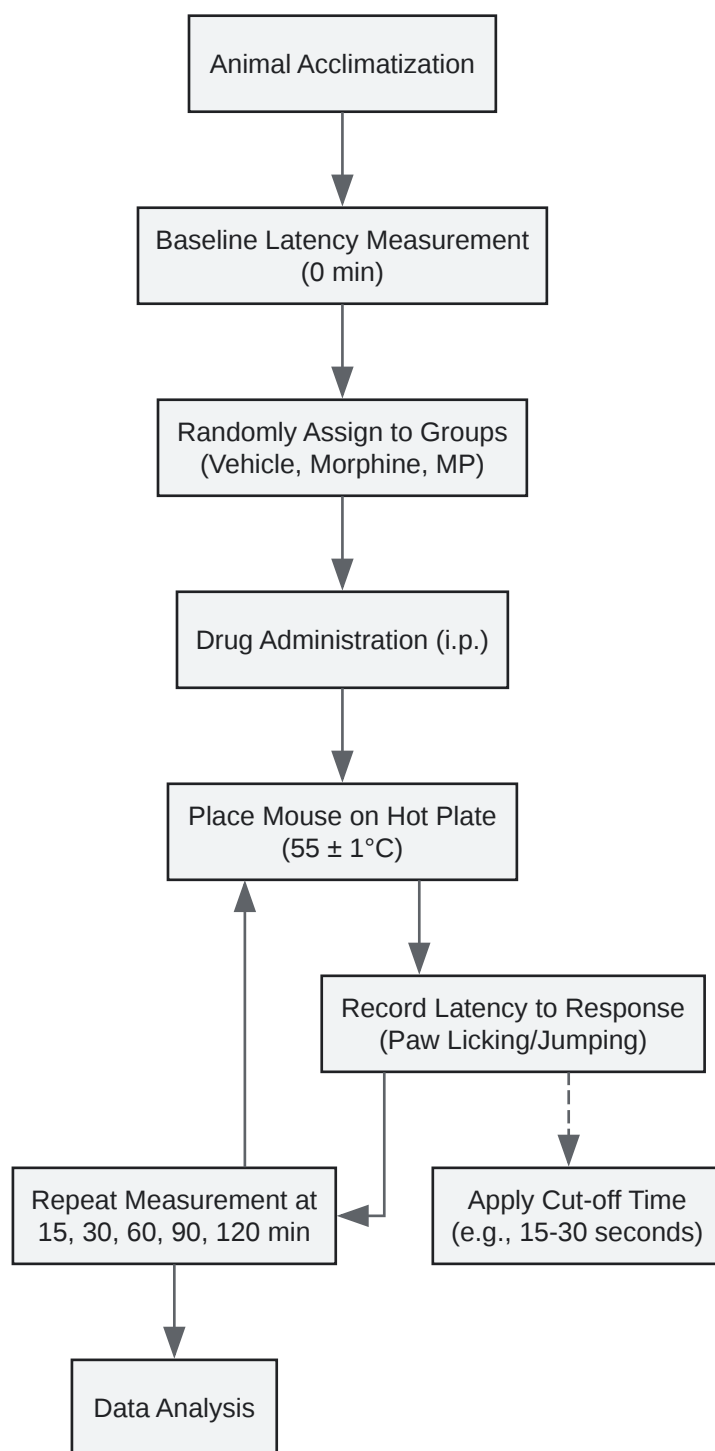 Animal Acclimatization
Baseline Latency Measurement
(0 min)
Randomly Assign to Groups
(Vehicle, Morphine, MP)
Drug Administration (i.p.)
Place Mouse on Hot Plate
(55 ± 1°C)
Record Latency to Response
(Paw Licking/Jumping)
Repeat Measurement at
15, 30, 60, 90, 120 min
Apply Cut-off Time
(e.g., 15-30 seconds)
Data Analysis